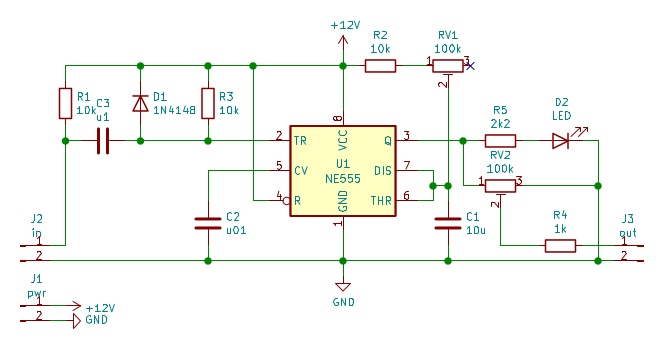 +12V
R2
10k
RV1
100k
1
3
2
R1
10k
C3
u1
D1
1N4148
R3
10k
8
VCC
2
TR
Q
3
5
CV
U1
NE555
DIS
7
4
R
GND
THR
6
1
R5
2k2
D2
LED
RV2
100k
1
3
2
C2
u01
C1
10u
R4
1k
J2
in
1
2
J3
out
1
2
GND
J1
pwr
1
2
+12V
GND